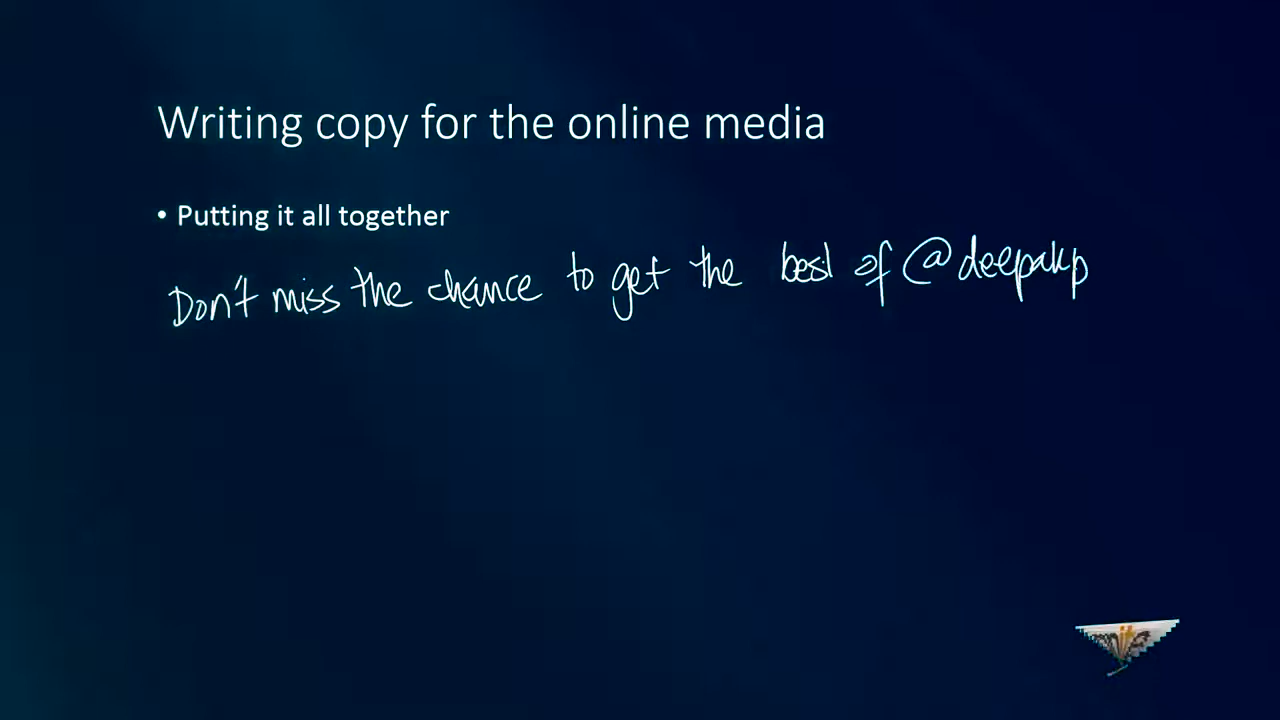 Writing copy for the online media
• Putting it all together
Don't miss the chance to get the best of @deepakp